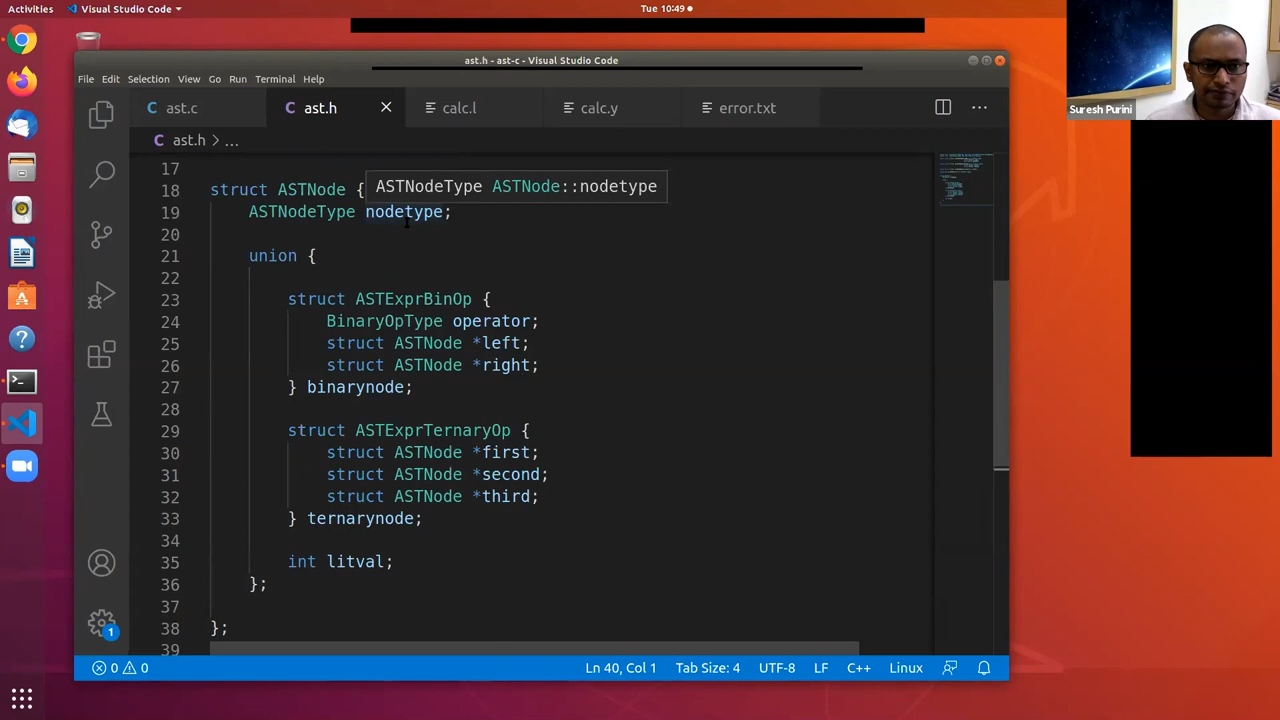 Activities
Visual Studio Code
Tue 10:49
Suresh Purini
ast.h - ast-c - Visual Studio Code
File Edit Selection View Go Run Terminal Help
ast.c
ast.h
calc.l
calc.y
error.txt
ast.h > ...
17
18 struct ASTNode {
ASTNodeType ASTNode::nodetype
19 ASTNodeType nodetype;
20
21 union {
22
23 struct ASTExprBinOp {
24 BinaryOpType operator;
25 struct ASTNode *left;
26 struct ASTNode *right;
27 } binarynode;
28
29 struct ASTExprTernaryOp {
30 struct ASTNode *first;
31 struct ASTNode *second;
32 struct ASTNode *third;
33 } ternarynode;
34
35 int litval;
36 };
37
38 };
39
1
0 0 Ln 40, Col 1 Tab Size: 4 UTF-8 LF C++ Linux